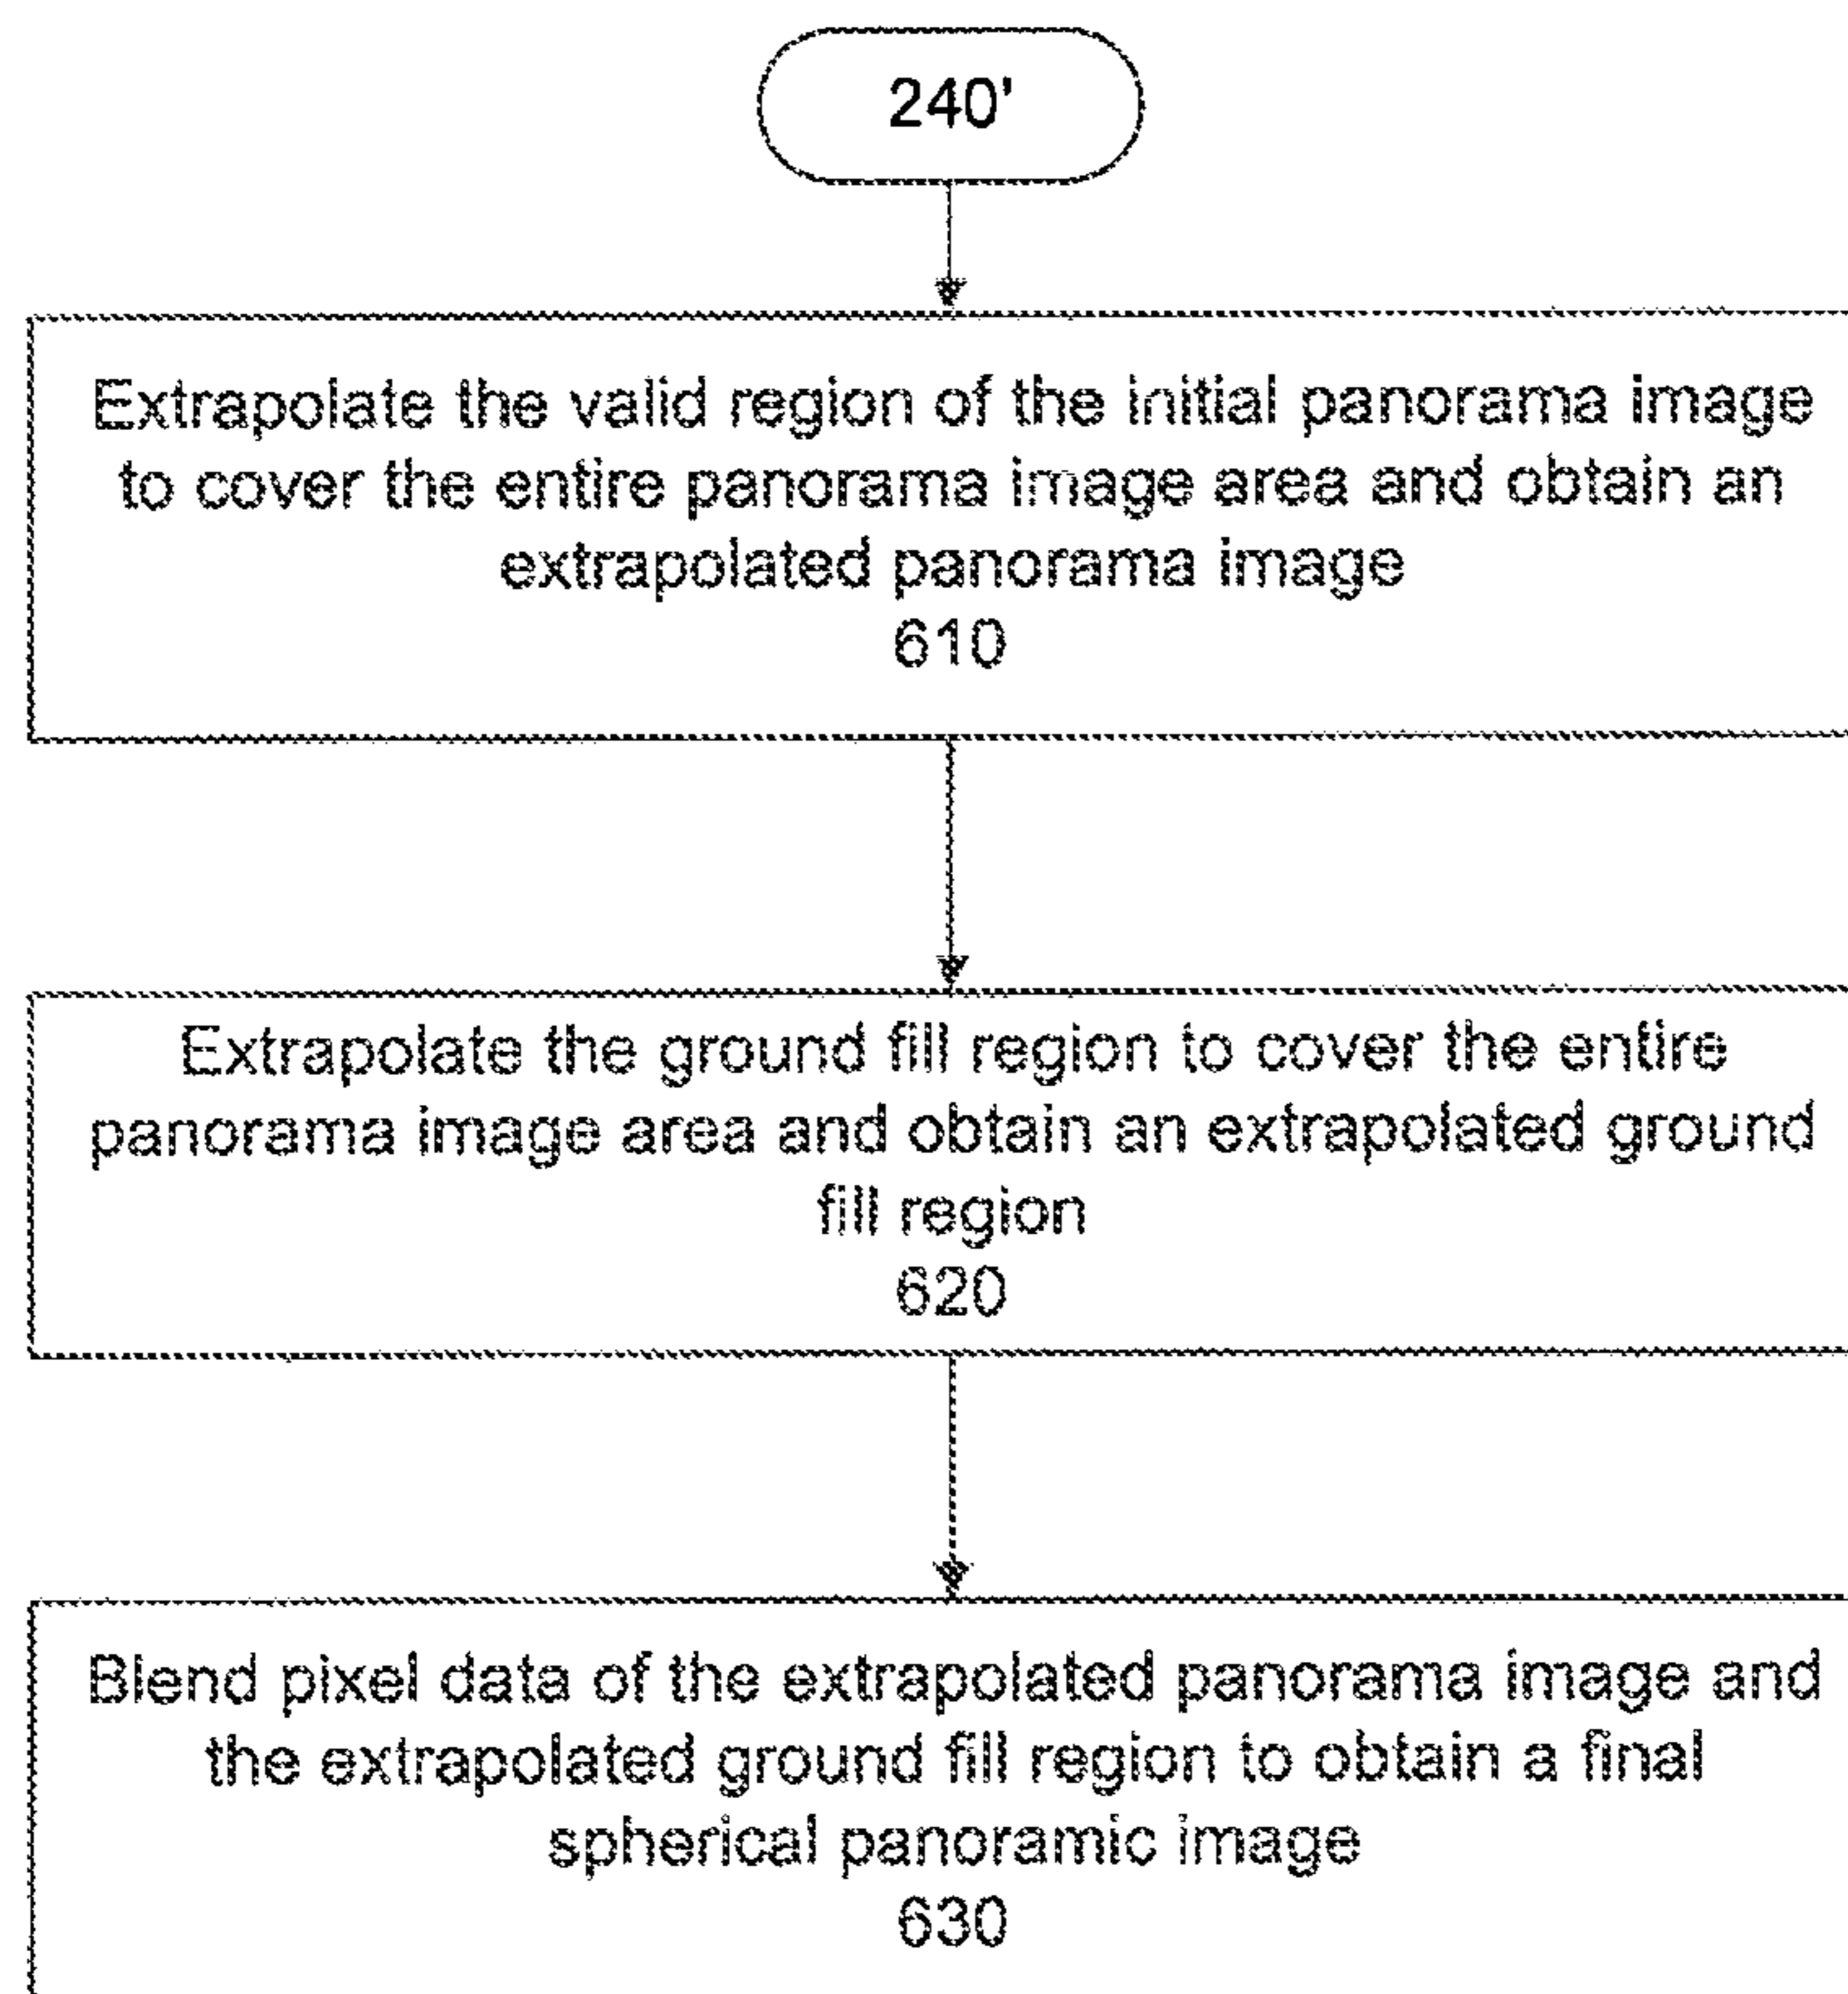 240'
Extrapolate the valid region of the initial panorama image
to cover the entire panorama image area and obtain an
extrapolated panorama image
610
Extrapolate the ground fill region to cover the entire
panorama image area and obtain an extrapolated ground
fill region
620
Blend pixel data of the extrapolated panorama image and
the extrapolated ground fill region to obtain a final
spherical panoramic image
630